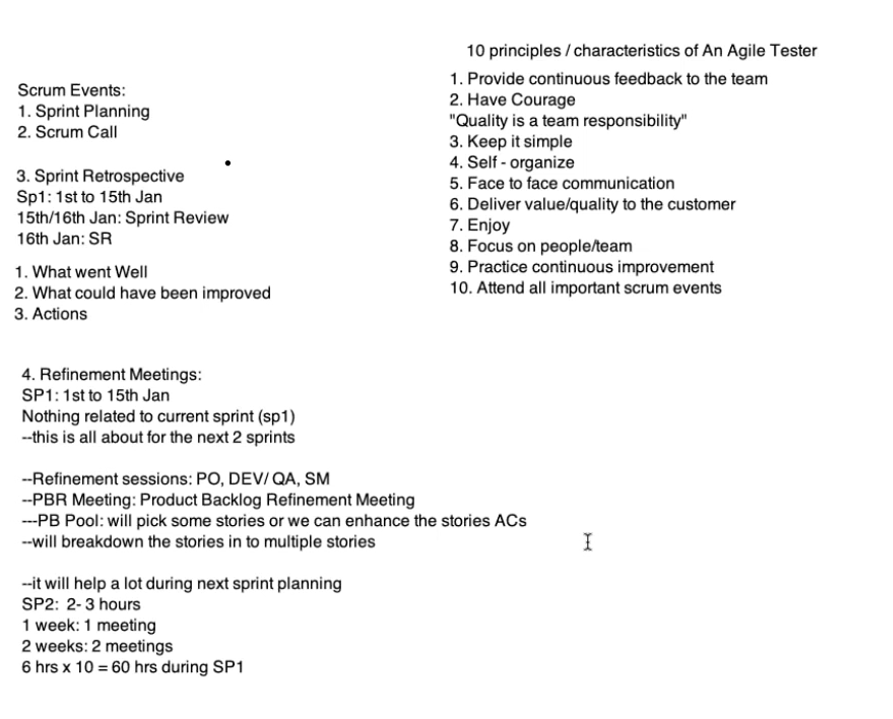 Scrum Events:
1. Sprint Planning
2. Scrum Call
3. Sprint Retrospective
Sp1: 1st to 15th Jan
15th/16th Jan: Sprint Review
16th Jan: SR
1. What went Well
2. What could have been improved
3. Actions
4. Refinement Meetings:
SP1: 1st to 15th Jan
Nothing related to current sprint (sp1)
--this is all about for the next 2 sprints
--Refinement sessions: PO, DEV/ QA, SM
--PBR Meeting: Product Backlog Refinement Meeting
---PB Pool: will pick some stories or we can enhance the stories ACs
--will breakdown the stories in to multiple stories
--it will help a lot during next sprint planning
SP2: 2- 3 hours
1 week: 1 meeting
2 weeks: 2 meetings
6 hrs x 10 = 60 hrs during SP1
10 principles / characteristics of An Agile Tester
1. Provide continuous feedback to the team
2. Have Courage
"Quality is a team responsibility"
3. Keep it simple
4. Self - organize
5. Face to face communication
6. Deliver value/quality to the customer
7. Enjoy
8. Focus on people/team
9. Practice continuous improvement
10. Attend all important scrum events